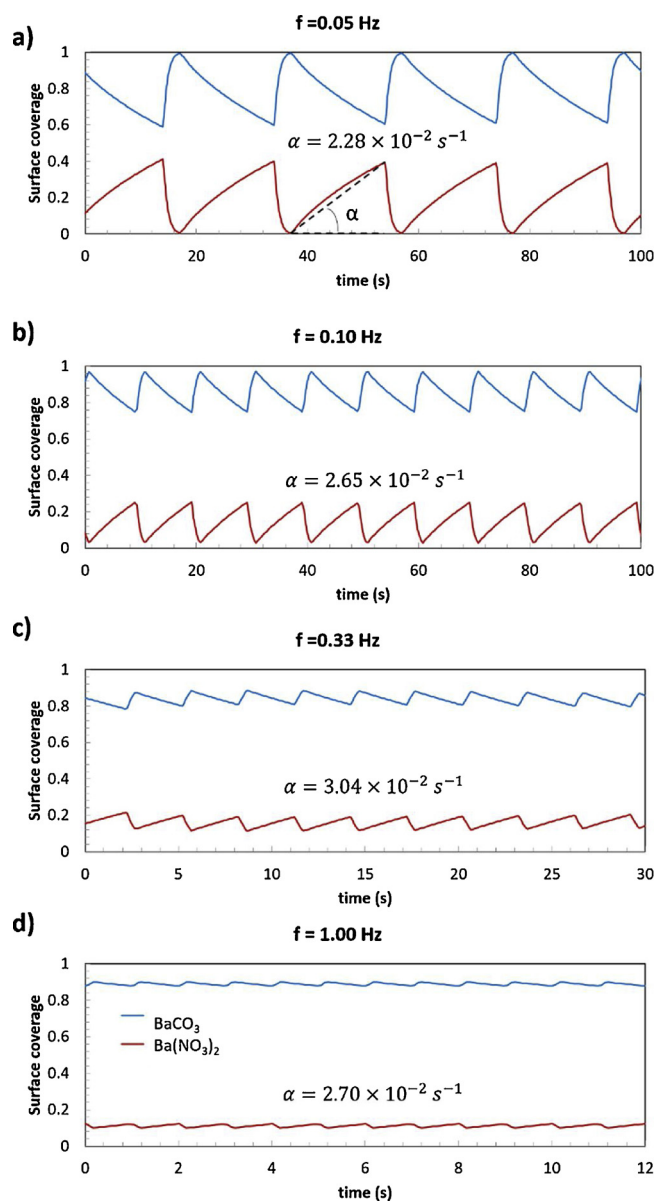 a)
f =0.05 Hz
Surface coverage
1
0.8
0.6
0.4
0.2
0
α = 2.28 × 10⁻² s⁻¹
α
0 20 40 60 80 100
time (s)
b)
f = 0.10 Hz
Surface coverage
1
0.8
0.6
0.4
0.2
0
α = 2.65 × 10⁻² s⁻¹
0 20 40 60 80 100
time (s)
c)
f =0.33 Hz
Surface coverage
1
0.8
0.6
0.4
0.2
0
α = 3.04 × 10⁻² s⁻¹
0 5 10 15 20 25 30
time (s)
d)
f = 1.00 Hz
Surface coverage
1
0.8
0.6
0.4
0.2
0
BaCO₃
Ba(NO₃)₂
α = 2.70 × 10⁻² s⁻¹
0 2 4 6 8 10 12
time (s)